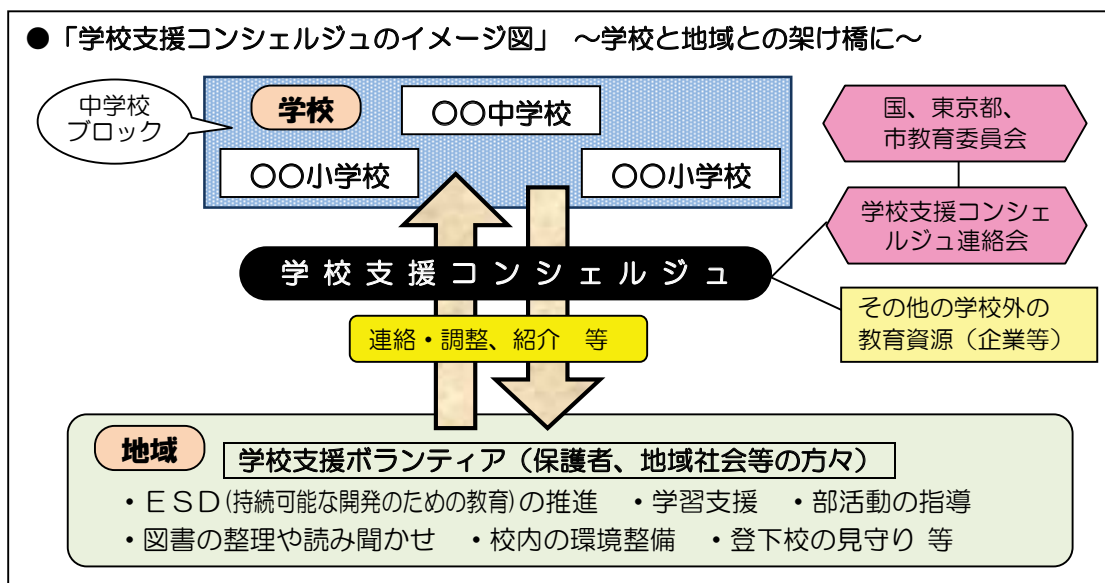 ●「学校支援コンシェルジュのイメージ図」 ～学校と地域との架け橋に～
中学校
ブロック
学校
〇〇中学校
〇〇小学校
〇〇小学校
国、東京都、
市教育委員会
学校支援コンシェ
ルジュ連絡会
学校支援コンシェルジュ
その他の学校外の
教育資源（企業等）
連絡・調整、紹介 等
地域
学校支援ボランティア（保護者、地域社会等の方々）
・ＥＳＤ(持続可能な開発のための教育)の推進 ・学習支援 ・部活動の指導
・図書の整理や読み聞かせ ・校内の環境整備 ・登下校の見守り 等